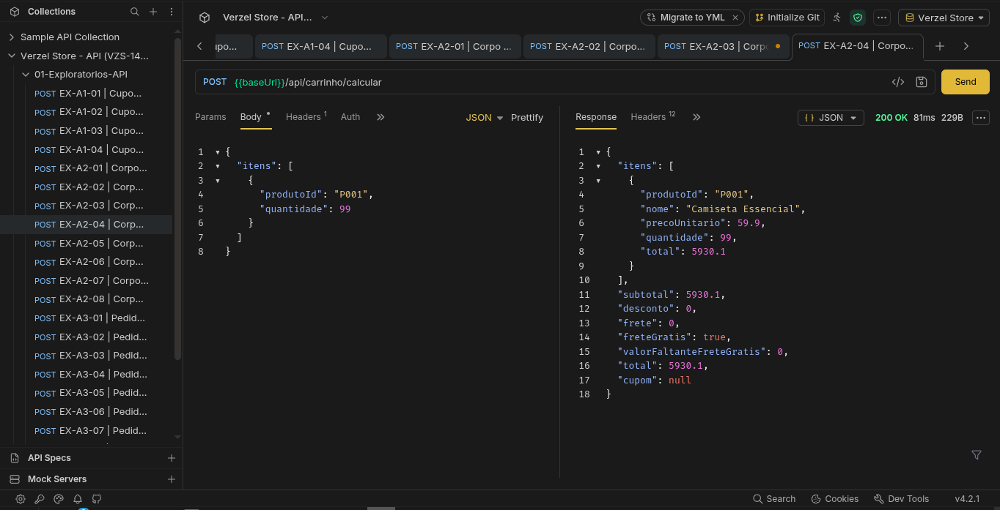 Collections
Sample API Collection
Verzel Store - API (VZS-14...
01-Exploratorios-API
POST EX-A1-01 | Cupo...
POST EX-A1-02 | Cupo...
POST EX-A1-03 | Cupo...
POST EX-A1-04 | Cupo...
POST EX-A2-01 | Corpo...
POST EX-A2-02 | Corp...
POST EX-A2-03 | Corp...
POST EX-A2-04 | Corp...
POST EX-A2-05 | Corp...
POST EX-A2-06 | Corp...
POST EX-A2-07 | Corpo...
POST EX-A2-08 | Corp...
POST EX-A3-01 | Pedid...
POST EX-A3-02 | Pedid...
POST EX-A3-03 | Pedid...
POST EX-A3-04 | Pedid...
POST EX-A3-05 | Pedid...
POST EX-A3-06 | Pedid...
POST EX-A3-07 | Pedid...
API Specs
Mock Servers
Verzel Store - API...
Migrate to YML
Initialize Git
Verzel Store
upo...
POST EX-A1-04 | Cupo...
POST EX-A2-01 | Corpo ...
POST EX-A2-02 | Corpo...
POST EX-A2-03 | Corpo
POST EX-A2-04 | Corpo...
POST {{baseUrl}}/api/carrinho/calcular
</>
Send
Params Body Headers 1 Auth
JSON Prettify
1 {
2 "itens": [
3 {
4 "produtoId": "P001",
5 "quantidade": 99
6 }
7 ]
8 }
Response Headers 12
{ } JSON
200 OK 81ms 229B
1 {
2 "itens": [
3 {
4 "produtoId": "P001",
5 "nome": "Camiseta Essencial",
6 "precoUnitario": 59.9,
7 "quantidade": 99,
8 "total": 5930.1
9 }
10 ],
11 "subtotal": 5930.1,
12 "desconto": 0,
13 "frete": 0,
14 "freteGratis": true,
15 "valorFaltanteFreteGratis": 0,
16 "total": 5930.1,
17 "cupom": null
18 }
Search Cookies Dev Tools v4.2.1